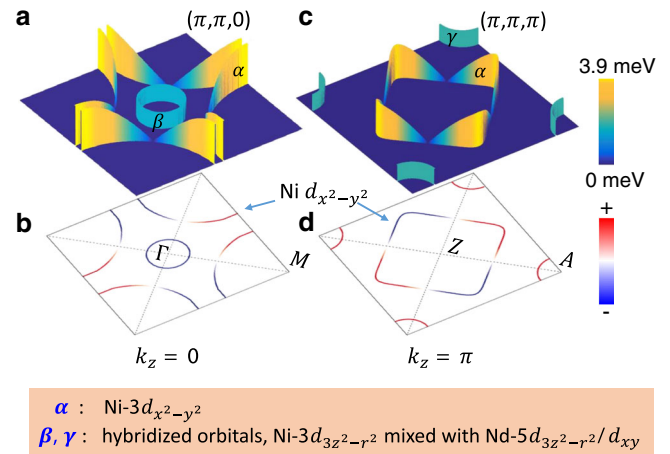 a
(π,π,0)
α
β
c
(π,π,π)
γ
α
3.9 meV
0 meV
b
Ni d_{x²−y²}
Γ
M
k_z = 0
d
Z
A
k_z = π
+
-
α : Ni-3d_{x²−y²}
β, γ : hybridized orbitals, Ni-3d_{3z²−r²} mixed with Nd-5d_{3z²−r²}/d_{xy}